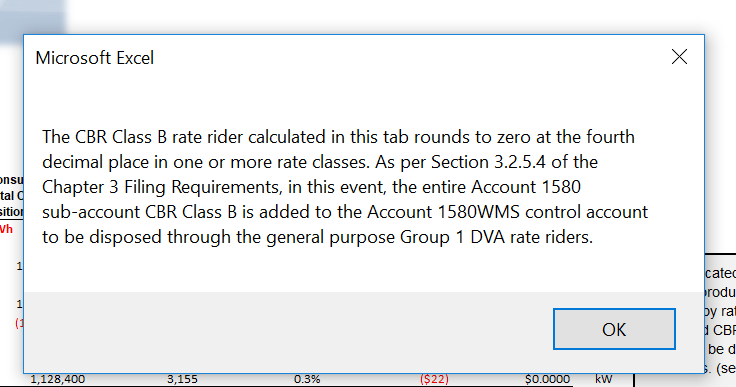 Microsoft Excel
The CBR Class B rate rider calculated in this tab rounds to zero at the fourth
decimal place in one or more rate classes. As per Section 3.2.5.4 of the
Chapter 3 Filing Requirements, in this event, the entire Account 1580
sub-account CBR Class B is added to the Account 1580WMS control account
to be disposed through the general purpose Group 1 DVA rate riders.
OK
1,128,400 3,155 0.3% ($22) $0.0000 kW
by
CBR
be
(se